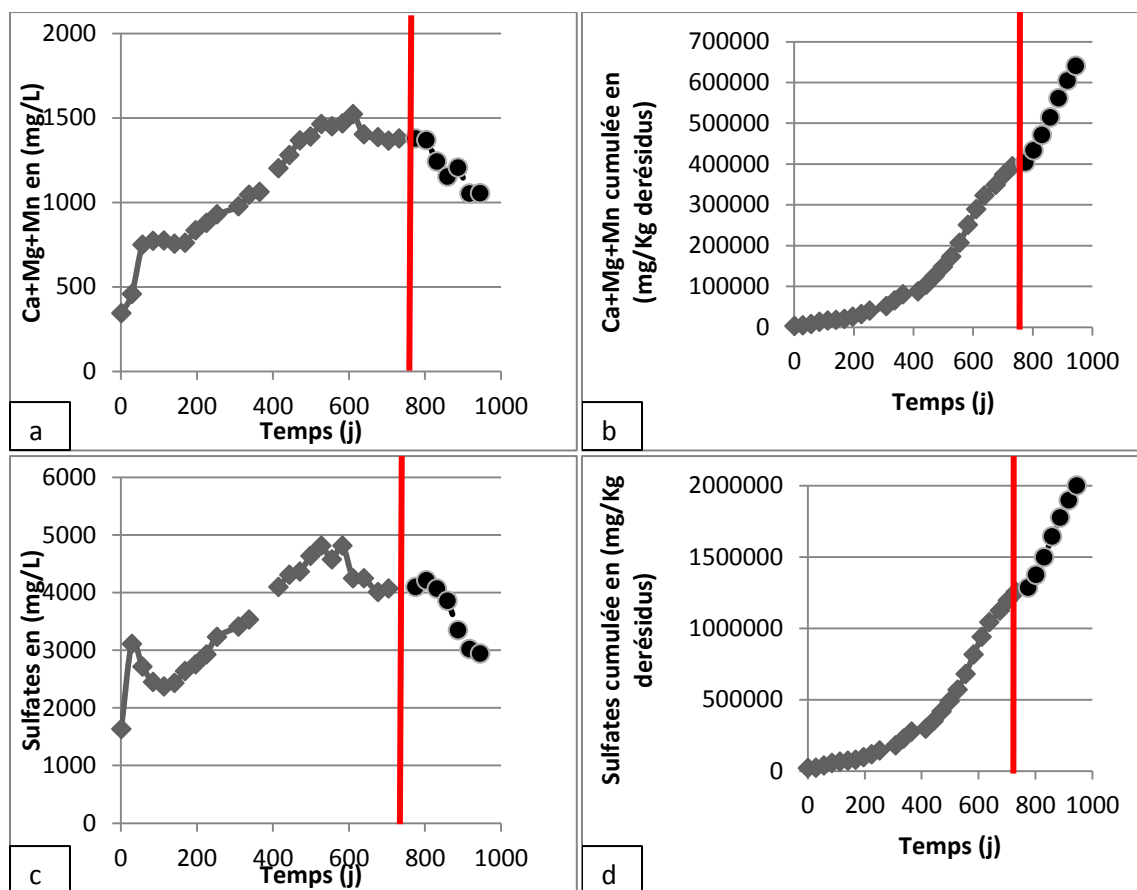 2000
1500
1000
500
0
Ca+Mg+Mn en (mg/L)
0 200 400 600 800 1000
Temps (j)
a
700000
600000
500000
400000
300000
200000
100000
0
Ca+Mg+Mn cumulée en
(mg/Kg derésidus)
0 200 400 600 800 1000
Temps (j)
b
6000
5000
4000
3000
2000
1000
0
Sulfates en (mg/L)
0 200 400 600 800 1000
Temps (j)
c
2000000
1500000
1000000
500000
0
Sulfates cumulée en (mg/Kg
derésidus)
0 200 400 600 800 1000
Temps (j)
d